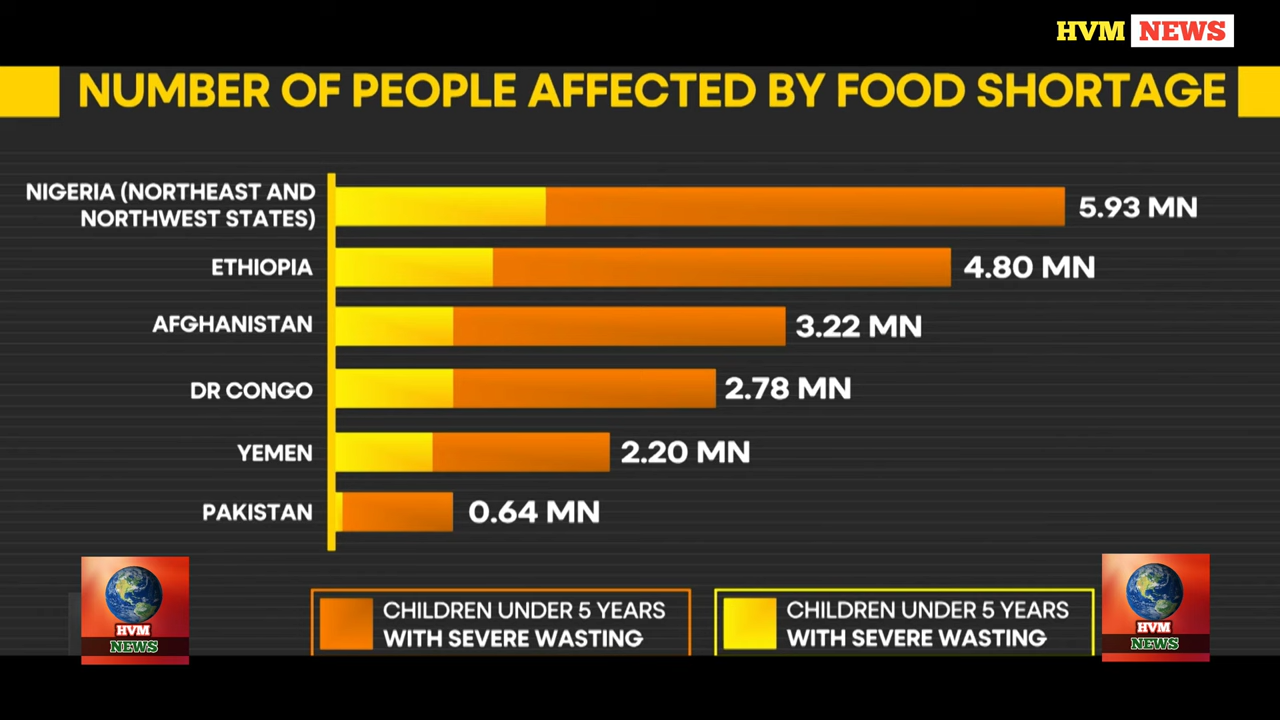 HVM NEWS
NUMBER OF PEOPLE AFFECTED BY FOOD SHORTAGE
NIGERIA (NORTHEAST AND
NORTHWEST STATES)
5.93 MN
ETHIOPIA
4.80 MN
AFGHANISTAN
3.22 MN
DR CONGO
2.78 MN
YEMEN
2.20 MN
PAKISTAN
0.64 MN
HVM
NEWS
CHILDREN UNDER 5 YEARS
WITH SEVERE WASTING
CHILDREN UNDER 5 YEARS
WITH SEVERE WASTING
HVM
NEWS